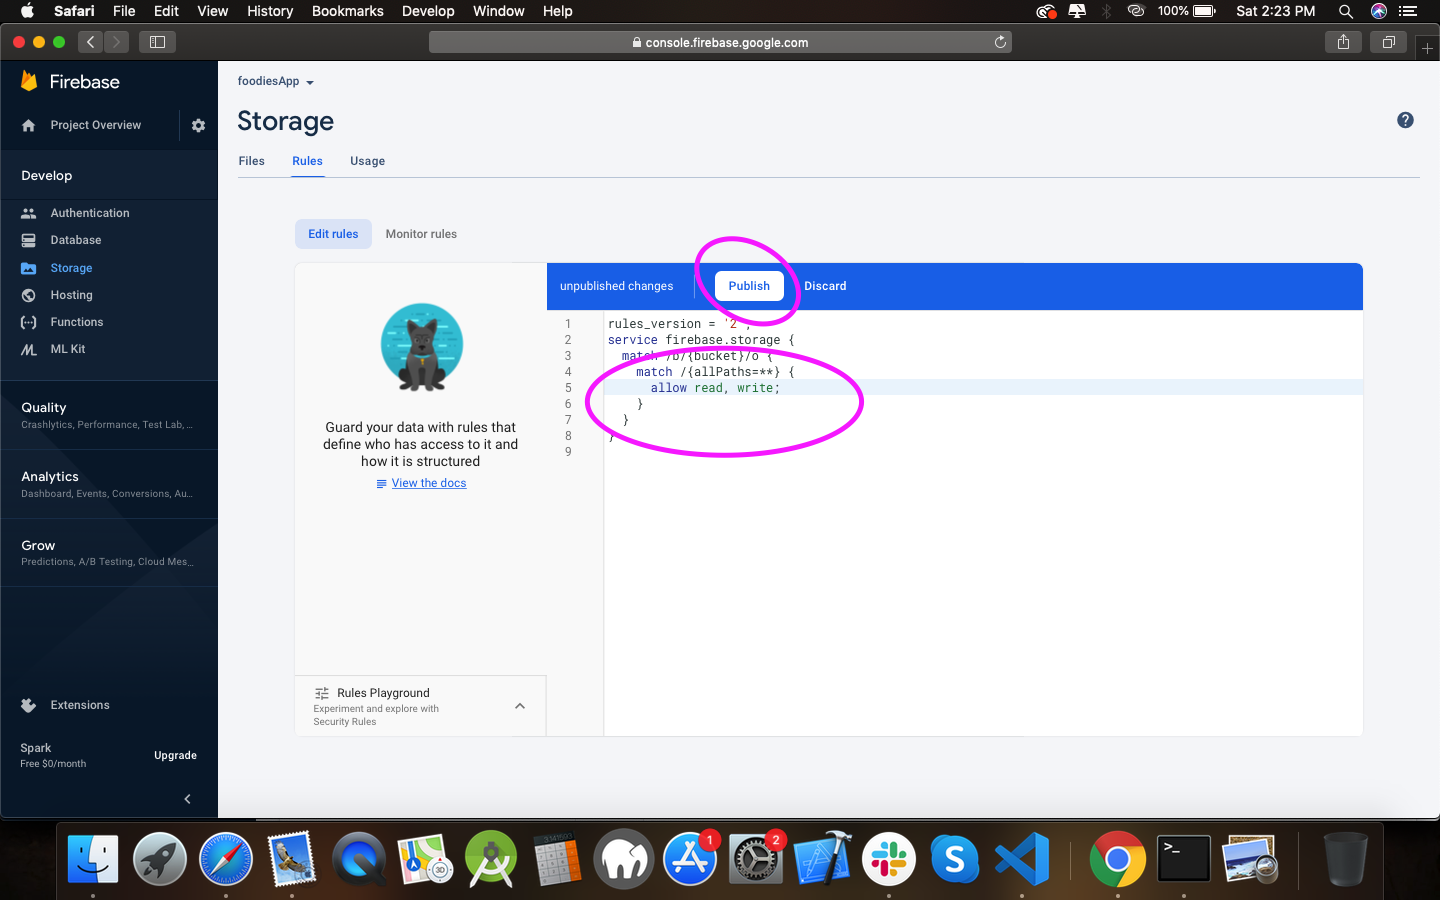 Safari File Edit View History Bookmarks Develop Window Help 100% Sat 2:23 PM
console.firebase.google.com
Firebase
Project Overview
Develop
Authentication
Database
Storage
Hosting
Functions
ML Kit
Quality
Crashlytics, Performance, Test Lab, ...
Analytics
Dashboard, Events, Conversions, Au...
Grow
Predictions, A/B Testing, Cloud Mes...
Extensions
Spark
Free $0/month
Upgrade
foodiesApp
Storage
Files Rules Usage
Edit rules Monitor rules
Guard your data with rules that
define who has access to it and
how it is structured
View the docs
Rules Playground
Experiment and explore with
Security Rules
unpublished changes Publish Discard
1 rules_version = '2';
2 service firebase.storage {
3 match /b/{bucket}/o {
4 match /{allPaths=**} {
5 allow read, write;
6 }
7 }
8 }
9
3D
3.141590
1
2
S
>_